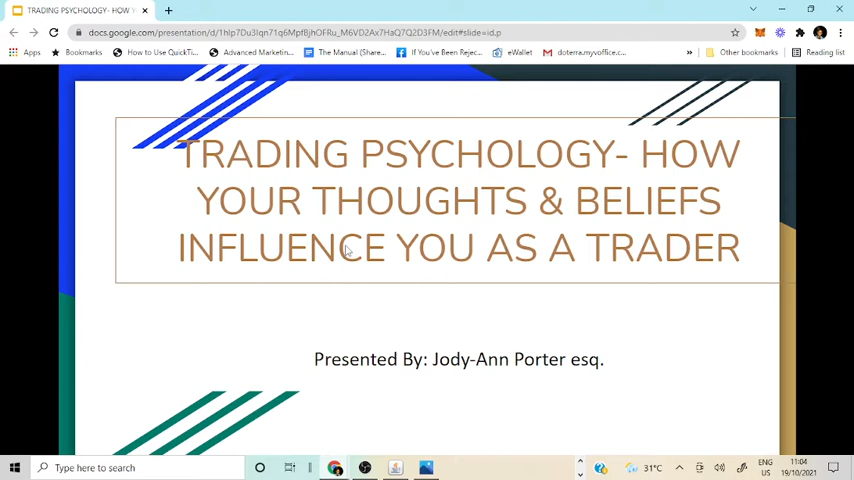 TRADING PSYCHOLOGY- HOW Y
docs.google.com/presentation/d/1hIp7Du3Iqn71q6MpfBjhOFRu_M6VD2Ax7HaQ7Q2D3FM/edit#slide=id.p
Apps Bookmarks How to Use QuickTi... Advanced Marketin... The Manual (Share... If You've Been Rejec... eWallet doterra.myvoffice.c... » Other bookmarks Reading list
TRADING PSYCHOLOGY- HOW
YOUR THOUGHTS & BELIEFS
INFLUENCE YOU AS A TRADER
Presented By: Jody-Ann Porter esq.
Type here to search
31°C
ENG
US
11:04
19/10/2021